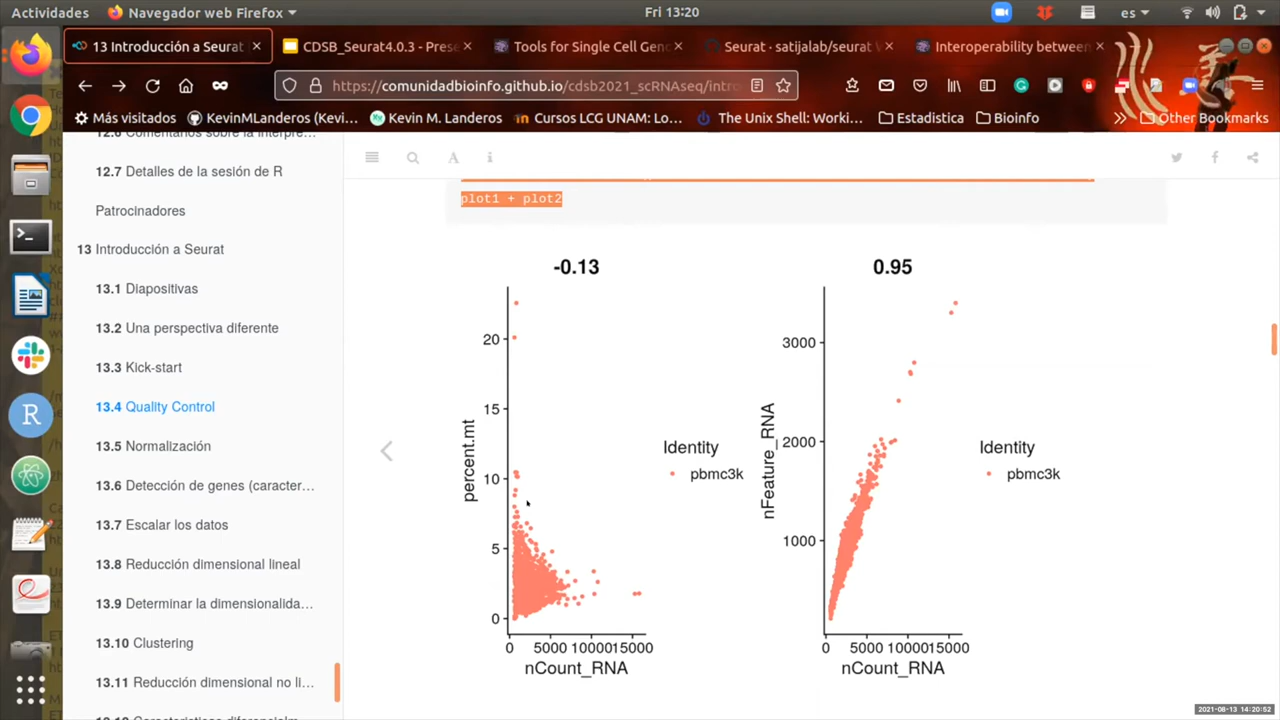 Actividades
Navegador web Firefox
Fri 13:20
es
13 Introducción a Seurat
CDSB_Seurat4.0.3 - Prese
Tools for Single Cell Gen
Seurat · satijalab/seurat W
Interoperability between
https://comunidadbioinfo.github.io/cdsb2021_scRNAseq/intro
Más visitados
KevinMLanderos (Kevi…
Kevin M. Landeros
Cursos LCG UNAM: Lo…
The Unix Shell: Worki…
Estadistica
Bioinfo
Other Bookmarks
12.6 Comentarios sobre la interpre…
12.7 Detalles de la sesión de R
Patrocinadores
13 Introducción a Seurat
13.1 Diapositivas
13.2 Una perspectiva diferente
13.3 Kick-start
13.4 Quality Control
13.5 Normalización
13.6 Detección de genes (caracter…
13.7 Escalar los datos
13.8 Reducción dimensional lineal
13.9 Determinar la dimensionalida…
13.10 Clustering
13.11 Reducción dimensional no li…
plot1 + plot2
-0.13
20
15
10
5
0
percent.mt
0 5000 10000 15000
nCount_RNA
Identity
pbmc3k
0.95
3000
2000
1000
nFeature_RNA
0 5000 10000 15000
nCount_RNA
Identity
pbmc3k
2021-08-13 14:20:52